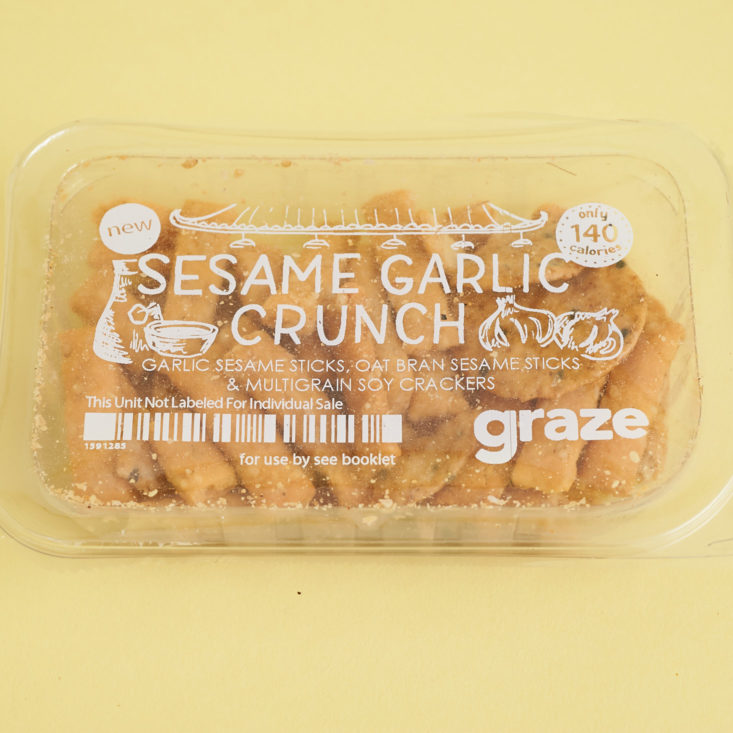 new
only
140
calories
SESAME GARLIC
CRUNCH
GARLIC SESAME STICKS, OAT BRAN SESAME STICKS
& MULTIGRAIN SOY CRACKERS
This Unit Not Labeled For Individual Sale
1591285
for use by see booklet
graze